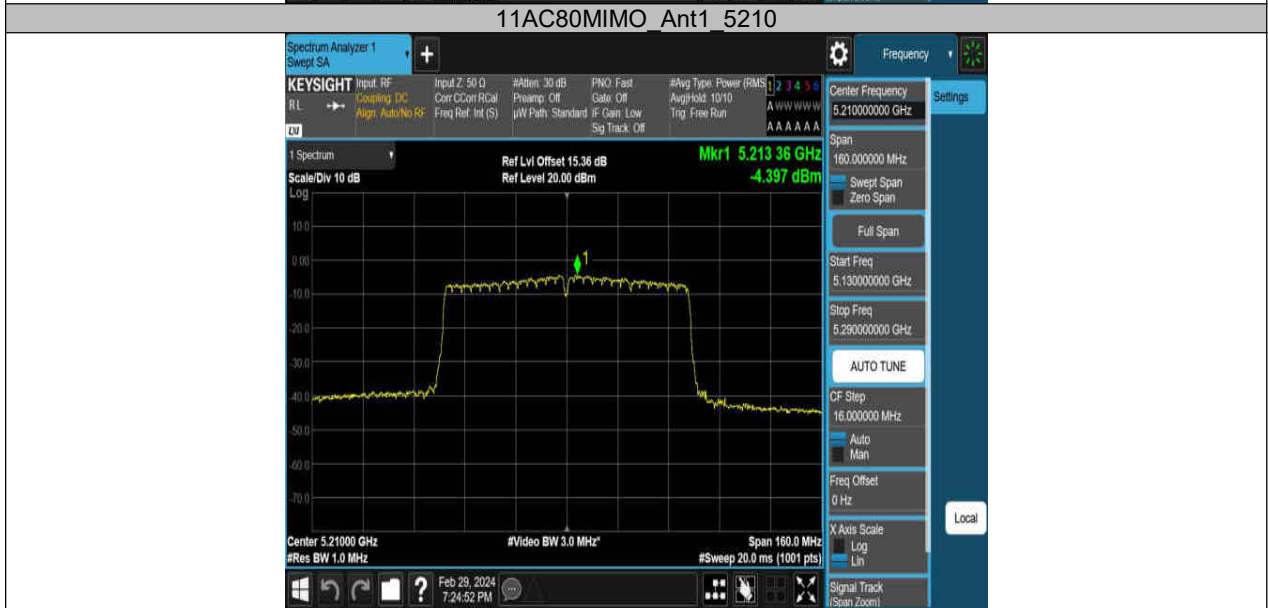 11AC80MIMO_Ant1_5210
Spectrum Analyzer 1
Swept SA
+
Frequency
KEYSIGHT
RL
LXI
Input: RF
Coupling: DC
Align: Auto/No RF
Input Z: 50 Ω
Corr CCorr RCal
Freq Ref: Int (S)
#Atten: 30 dB
Preamp: Off
µW Path: Standard
PNO: Fast
Gate: Off
IF Gain: Low
Sig Track: Off
#Avg Type: Power (RMS
Avg|Hold: 10/10
Trig: Free Run
1 2 3 4 5 6
A W W W W W
A A A A A A
Center Frequency
5.210000000 GHz
Settings
Span
160.000000 MHz
Swept Span
Zero Span
Full Span
Start Freq
5.130000000 GHz
Stop Freq
5.290000000 GHz
AUTO TUNE
CF Step
16.000000 MHz
Auto
Man
Freq Offset
0 Hz
X Axis Scale
Log
Lin
Local
Signal Track
(Span Zoom)
1 Spectrum
Scale/Div 10 dB
Log
Ref Lvl Offset 15.36 dB
Ref Level 20.00 dBm
Mkr1 5.213 36 GHz
-4.397 dBm
10.0
0.00
-10.0
-20.0
-30.0
-40.0
-50.0
-60.0
-70.0
1
Center 5.21000 GHz
#Res BW 1.0 MHz
#Video BW 3.0 MHz*
Span 160.0 MHz
#Sweep 20.0 ms (1001 pts)
?
Feb 29, 2024
7:24:52 PM